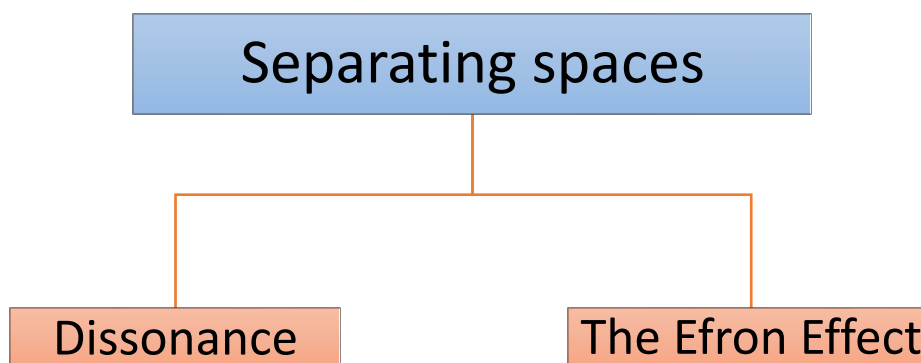 Separating spaces
Dissonance
The Efron Effect